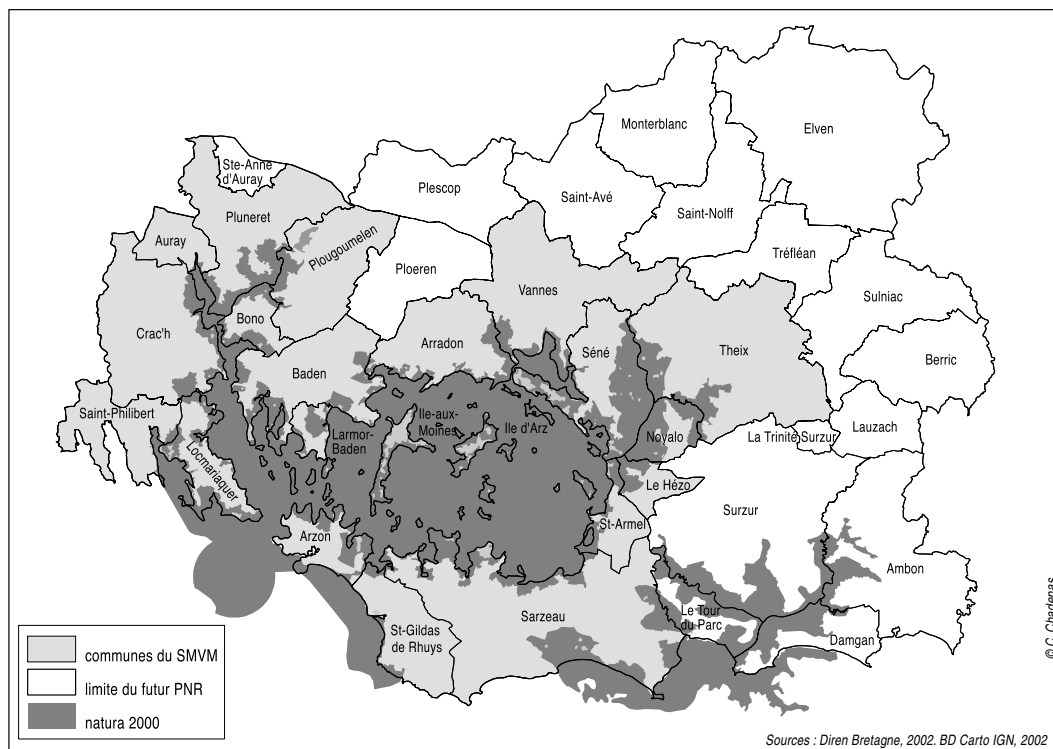 Monterblanc
Elven
Ste-Anne
d'Auray
Plescop
Saint-Avé
Pluneret
Saint-Nolff
Auray
Plougoumelen
Ploeren
Tréfléan
Vannes
Sulniac
Bono
Crac'h
Arradon
Séné
Theix
Berric
Baden
Saint-Philibert
Ile-aux-
Moines
Ile d'Arz
Larmor-
Baden
Noyalo
La Trinité Surzur
Lauzach
Locmariaquer
Le Hézo
Surzur
St-Armel
Arzon
Ambon
Sarzeau
Le Tour
du Parc
St-Gildas
de Rhuys
Damgan
© C. Chadenas
communes du SMVM
limite du futur PNR
natura 2000
Sources : Diren Bretagne, 2002. BD Carto IGN, 2002